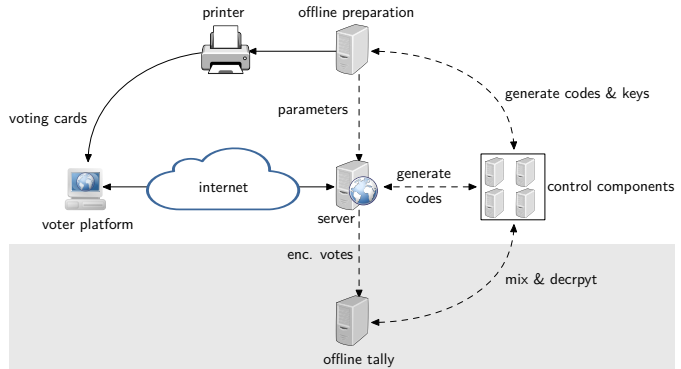 printer
offline preparation
generate codes & keys
parameters
voting cards
internet
generate
codes
control components
server
voter platform
enc. votes
mix & decrpyt
offline tally